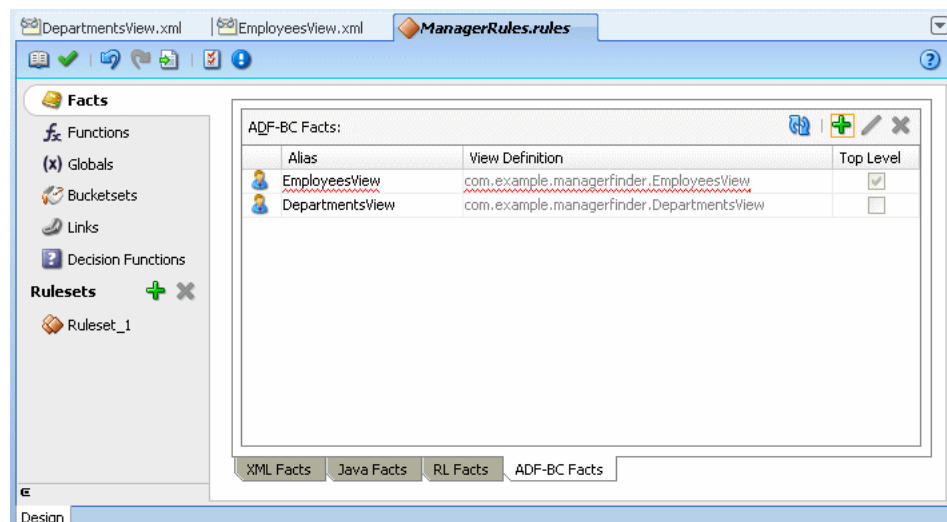 DepartmentsView.xml EmployeesView.xml ManagerRules.rules
Facts
Functions
Globals
Bucketsets
Links
Decision Functions
Rulesets
Ruleset_1
ADF-BC Facts:
Alias View Definition Top Level
EmployeesView com.example.managerfinder.EmployeesView
DepartmentsView com.example.managerfinder.DepartmentsView
XML Facts Java Facts RL Facts ADF-BC Facts
Design